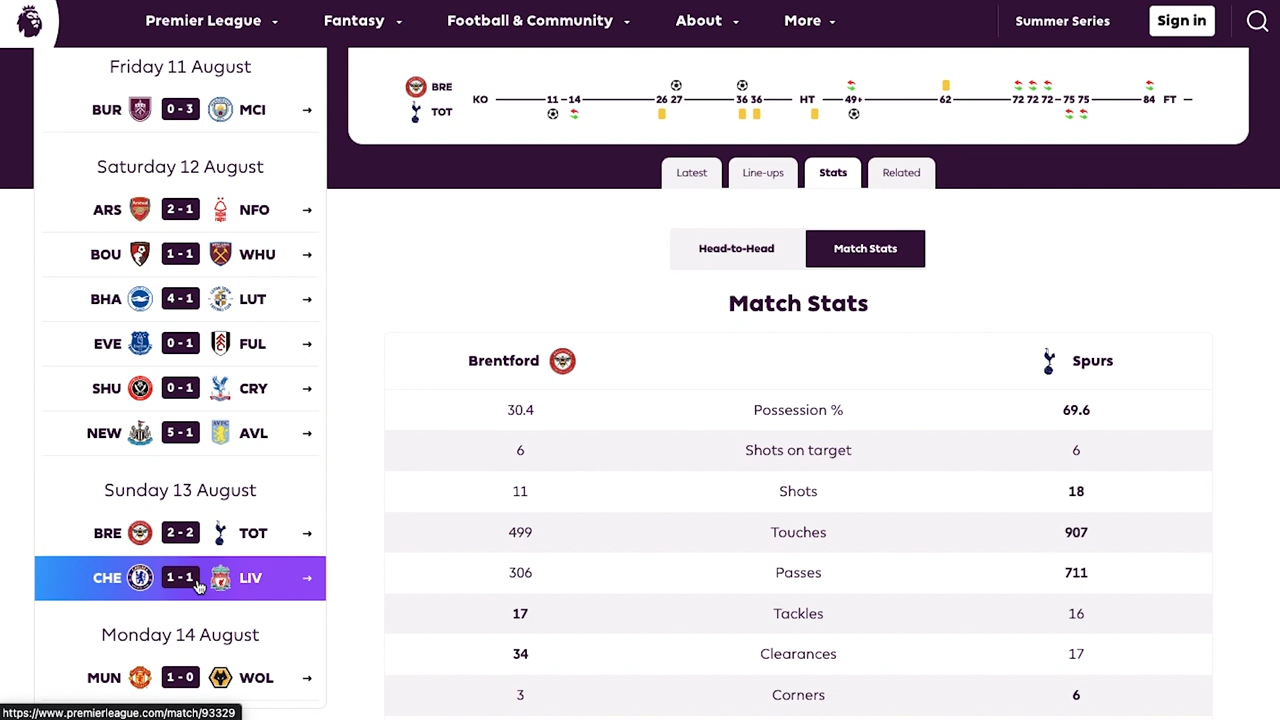 Premier League Fantasy Football & Community About More Summer Series Sign in
Friday 11 August
BUR 0 - 3 MCI
Saturday 12 August
ARS 2 - 1 NFO
BOU 1 - 1 WHU
BHA 4 - 1 LUT
EVE 0 - 1 FUL
SHU 0 - 1 CRY
NEW 5 - 1 AVL
Sunday 13 August
BRE 2 - 2 TOT
CHE 1 - 1 LIV
Monday 14 August
MUN 1 - 0 WOL
https://www.premierleague.com/match/93329
BRE
KO 11 14 26 27 36 36 HT 49+ 62 72 72 72 75 75 84 FT
TOT
Latest Line-ups Stats Related
Head-to-Head Match Stats
Match Stats
Brentford Spurs
30.4 Possession % 69.6
6 Shots on target 6
11 Shots 18
499 Touches 907
306 Passes 711
17 Tackles 16
34 Clearances 17
3 Corners 6